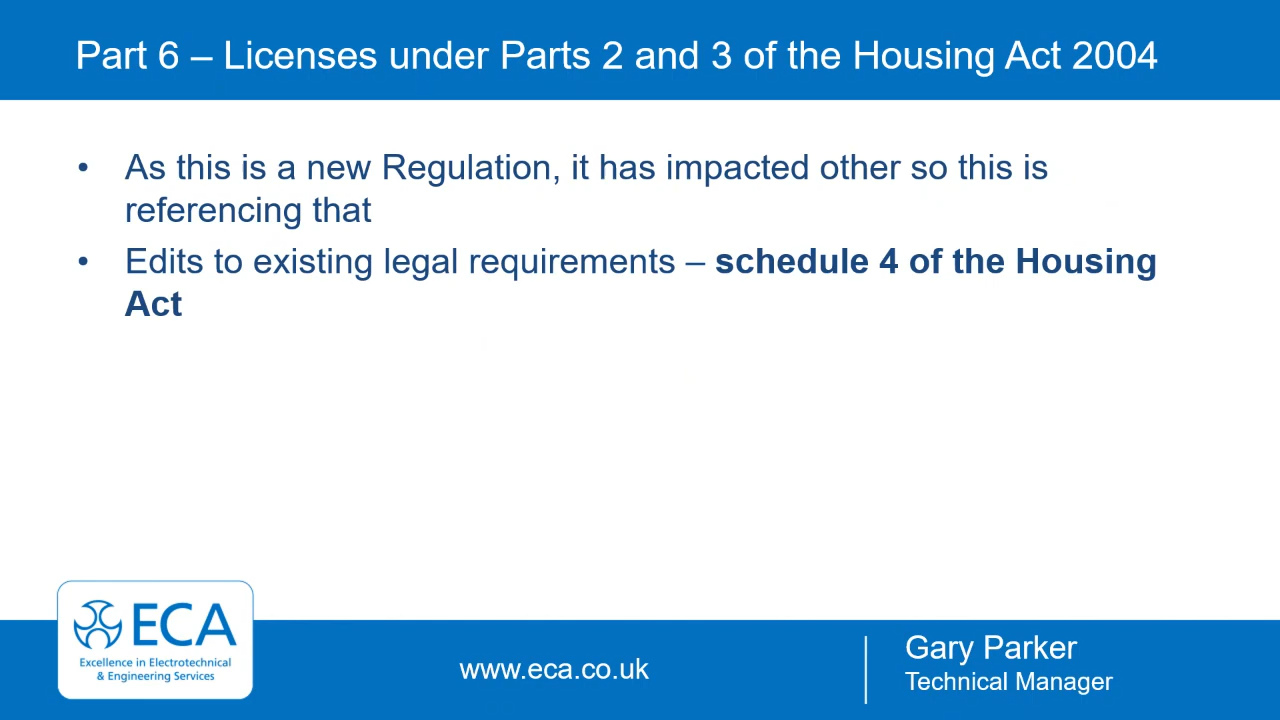 Part 6 – Licenses under Parts 2 and 3 of the Housing Act 2004
• As this is a new Regulation, it has impacted other so this is
referencing that
• Edits to existing legal requirements – schedule 4 of the Housing
Act
ECA
Excellence in Electrotechnical
& Engineering Services
www.eca.co.uk
Gary Parker
Technical Manager